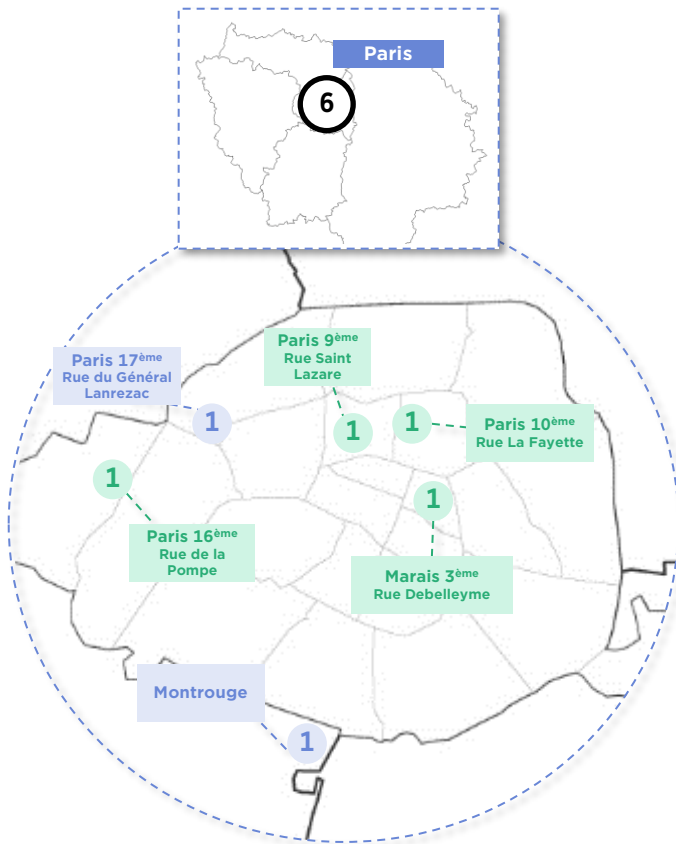 Paris
6
Paris 9ème
Rue Saint
Lazare
Paris 17ème
Rue du Général
Lanrezac
1
1
1
Paris 10ème
Rue La Fayette
1
1
Paris 16ème
Rue de la
Pompe
Marais 3ème
Rue Debelleyme
Montrouge
1